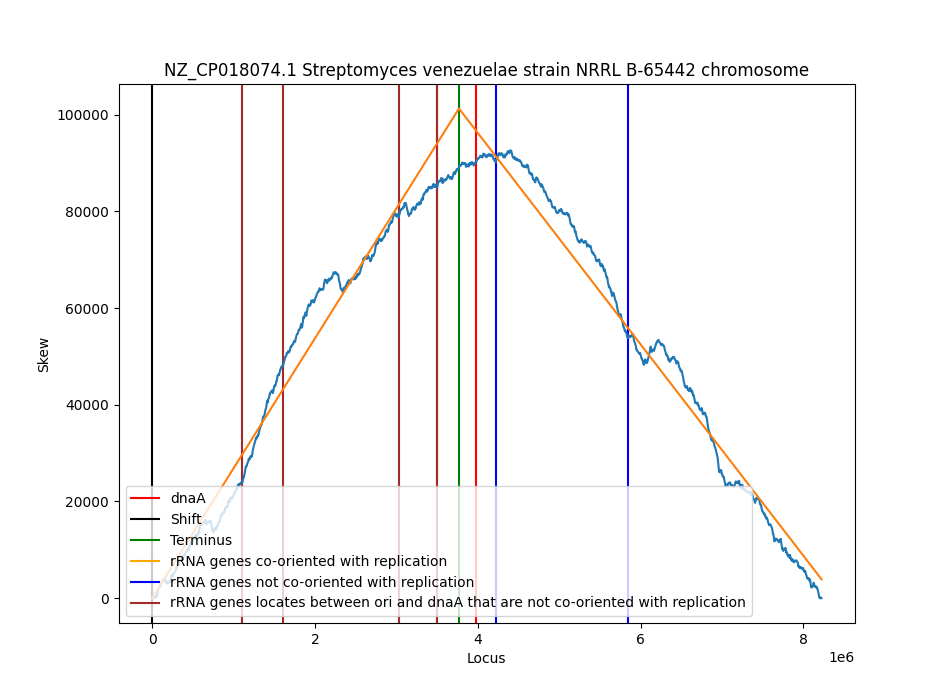 NZ_CP018074.1 Streptomyces venezuelae strain NRRL B-65442 chromosome
100000
80000
60000
40000
20000
0
Skew
dnaA
Shift
Terminus
rRNA genes co-oriented with replication
rRNA genes not co-oriented with replication
rRNA genes locates between ori and dnaA that are not co-oriented with replication
0
2
4
6
8
1e6
Locus